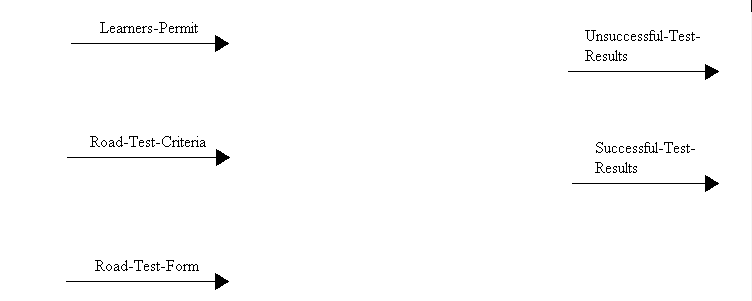 Learners-Permit
Road-Test-Criteria
Road-Test-Form
Unsuccessful-Test-
Results
Successful-Test-
Results